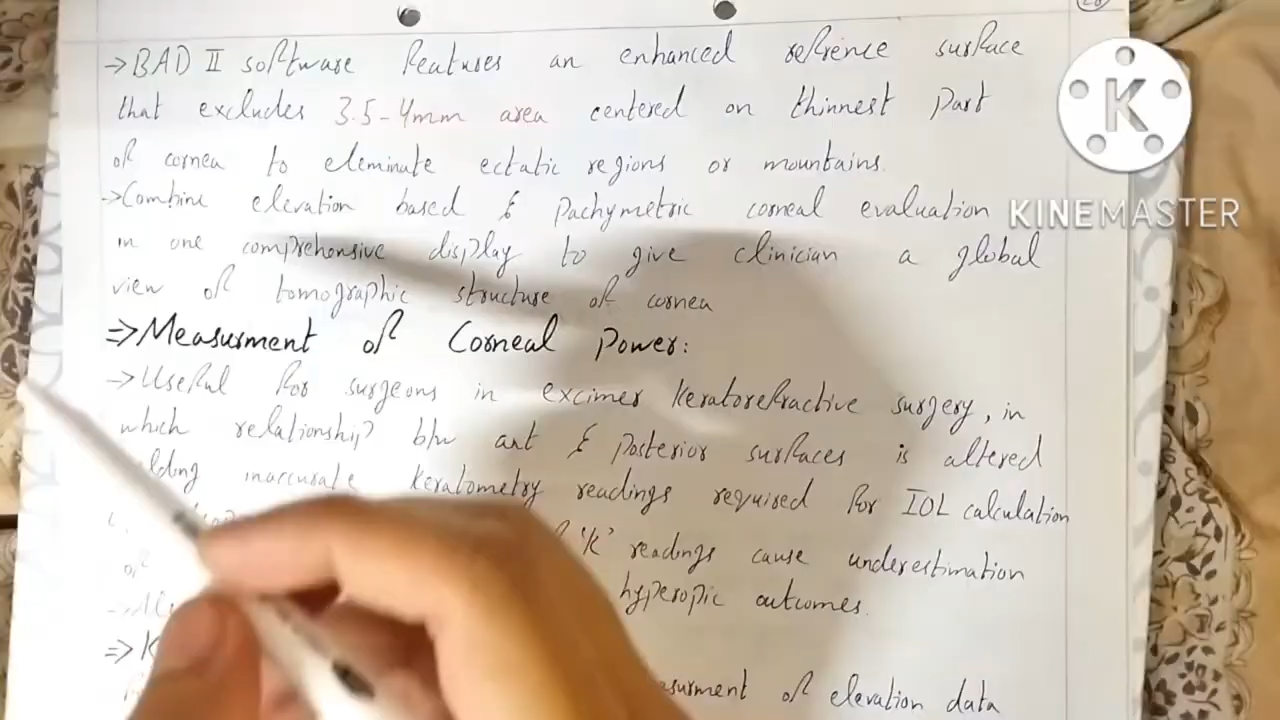 →BAD II software features an enhanced refrence surface
that excludes 3.5-4mm area centered on thinnest part
of cornea to eleminate ectatic regions or mountains.
→Combine elevation based & pachymetric corneal evaluation
in one comprehensive display to give clinician a global
view of tomographic structure of cornea
⇒Measurment of Corneal Power:
→Useful for surgeons in excimer keratorefractive surgery, in
which relationship btw ant & posterior surfaces is altered
inaccurate keratometry readings required for IOL calculation
'K' readings cause underestimation
of hyperopic outcomes.
⇒K
of elevation data
K
KINEMASTER